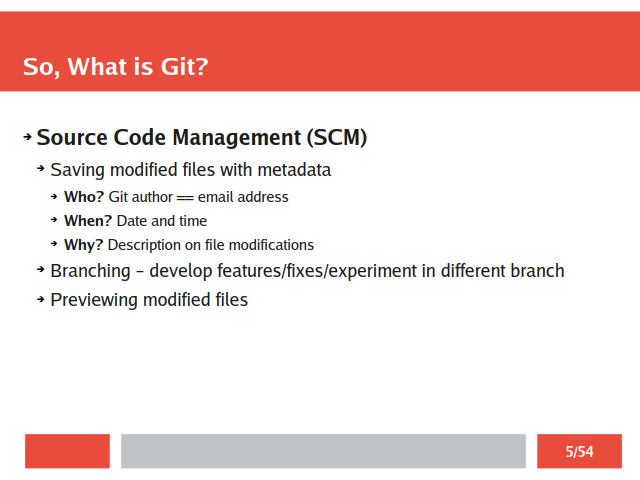 So, What is Git?
➔ Source Code Management (SCM)
➔ Saving modified files with metadata
➔ Who? Git author == email address
➔ When? Date and time
➔ Why? Description on file modifications
➔ Branching – develop features/fixes/experiment in different branch
➔ Previewing modified files
5/54